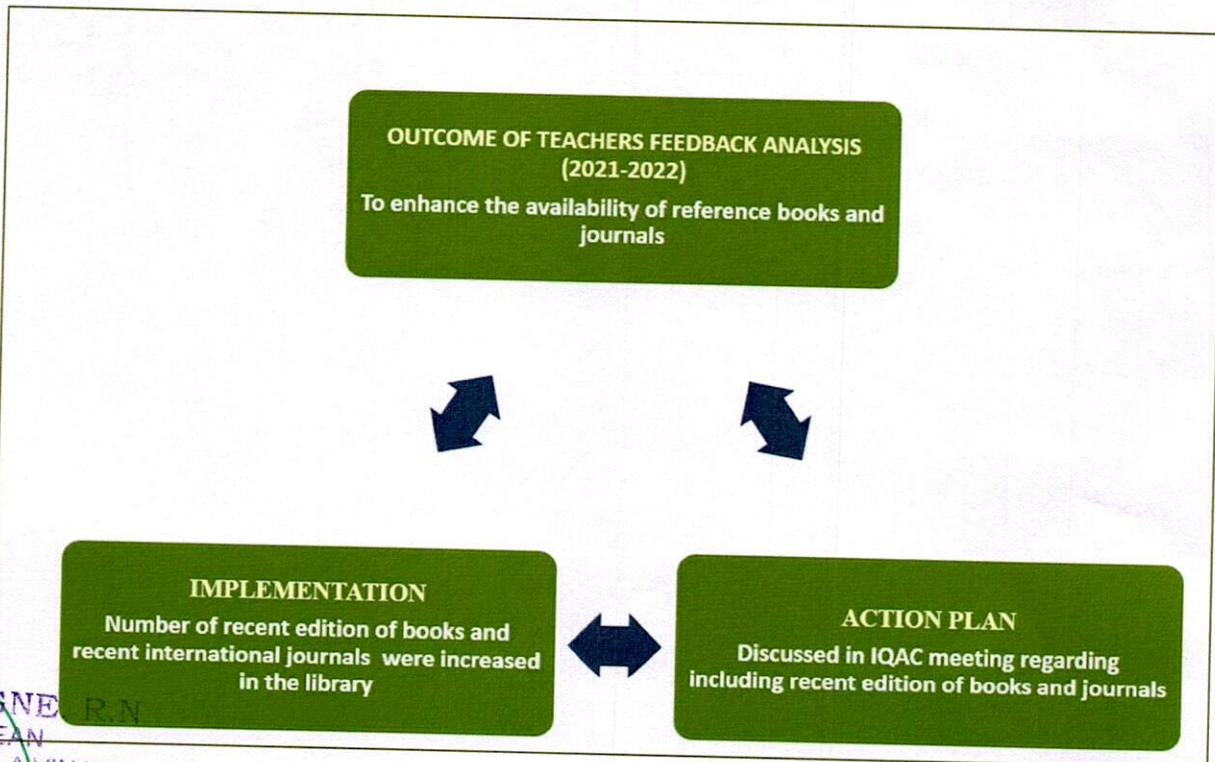 OUTCOME OF TEACHERS FEEDBACK ANALYSIS
(2021-2022)
To enhance the availability of reference books and
journals
IMPLEMENTATION
Number of recent edition of books and
recent international journals were increased
in the library
ACTION PLAN
Discussed in IQAC meeting regarding
including recent edition of books and journals
R.N